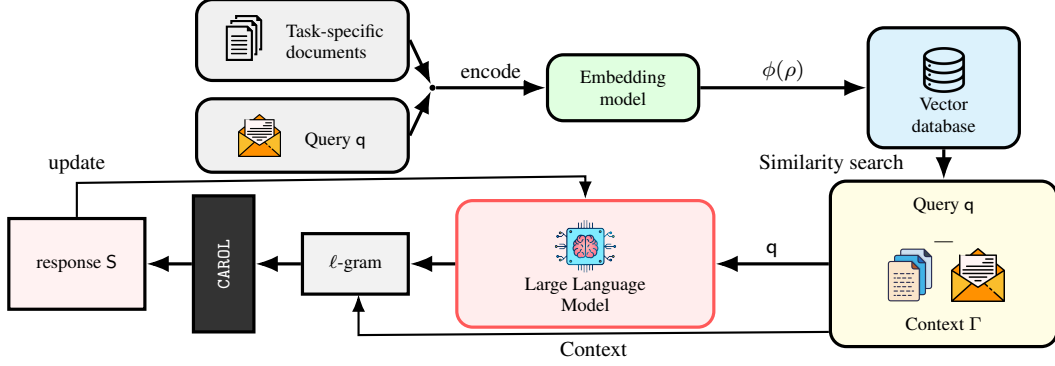 Task-specific
documents
Query q
encode
Embedding
model
ϕ(ρ)
Vector
database
Similarity search
update
response S
CAROL
ℓ-gram
Large Language
Model
q
Query q
—
Context Γ
Context